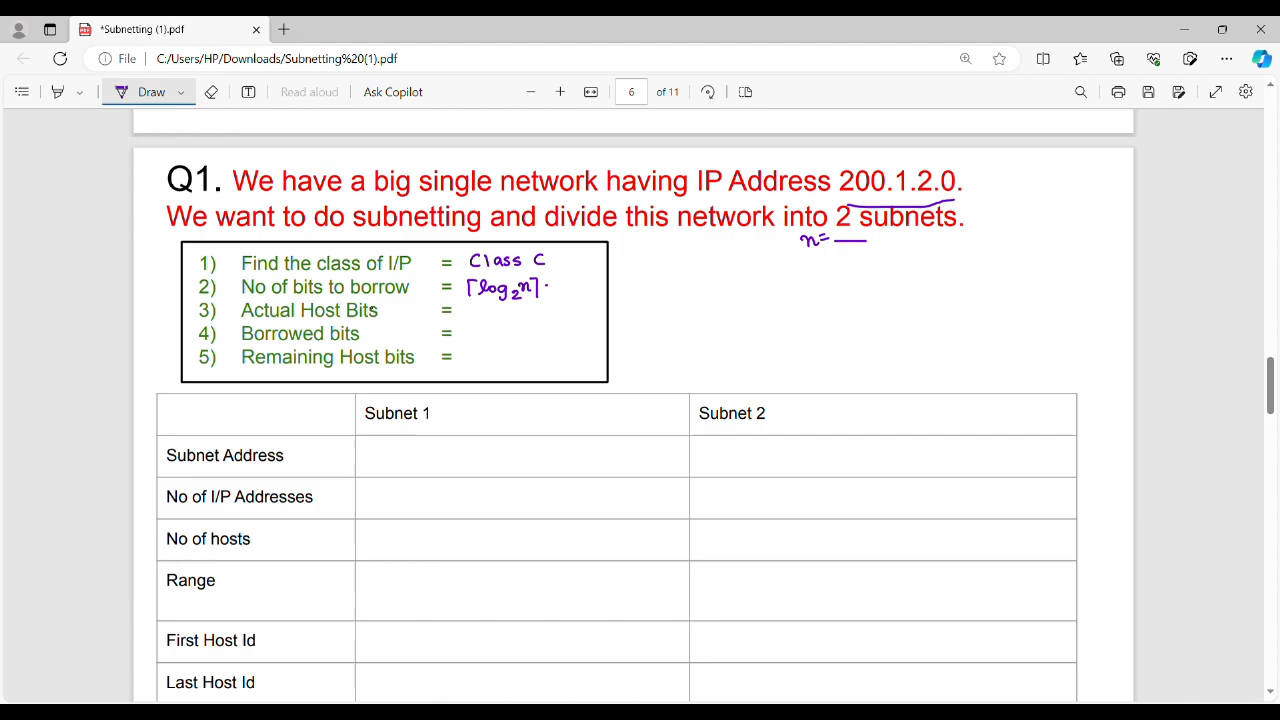 *Subnetting (1).pdf
File C:/Users/HP/Downloads/Subnetting%20(1).pdf
Draw Read aloud Ask Copilot 6 of 11
Q1. We have a big single network having IP Address 200.1.2.0.
We want to do subnetting and divide this network into 2 subnets.
n=
1) Find the class of I/P = Class C
2) No of bits to borrow = ⌈log₂n⌉
3) Actual Host Bits =
4) Borrowed bits =
5) Remaining Host bits =
Subnet 1 Subnet 2
Subnet Address
No of I/P Addresses
No of hosts
Range
First Host Id
Last Host Id